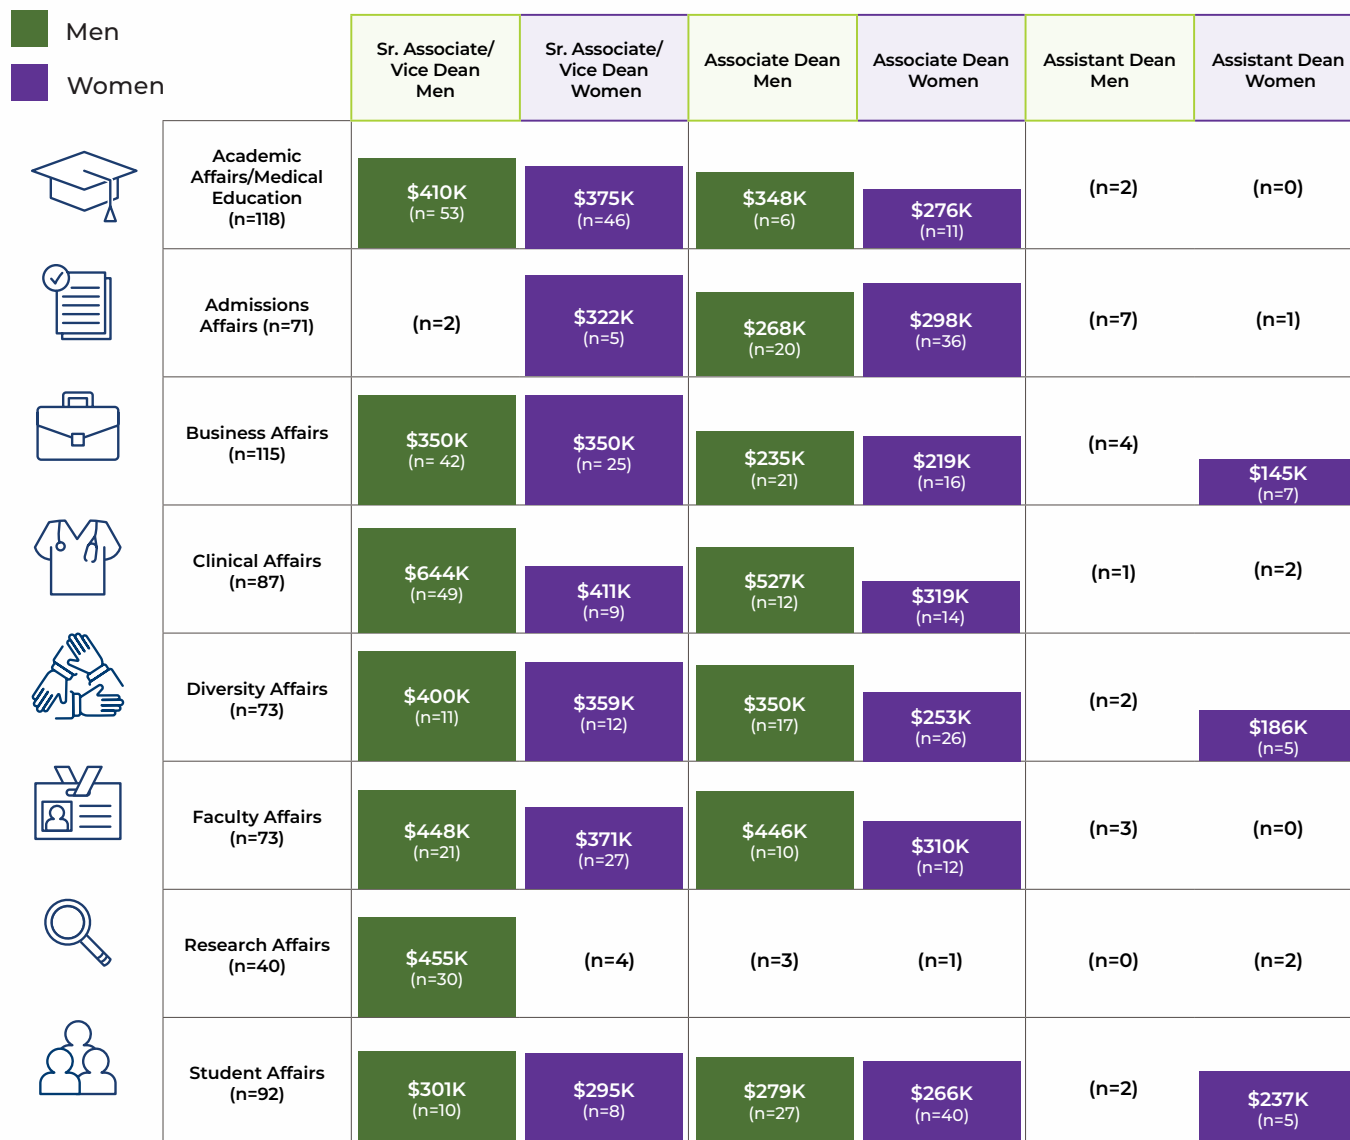 Men
Women
Sr. Associate/
Vice Dean
Men
Sr. Associate/
Vice Dean
Women
Associate Dean
Men
Associate Dean
Women
Assistant Dean
Men
Assistant Dean
Women
Academic
Affairs/Medical
Education
(n=118)
$410K
(n= 53)
$375K
(n=46)
$348K
(n=6)
$276K
(n=11)
(n=2)
(n=0)
Admissions
Affairs (n=71)
(n=2)
$322K
(n=5)
$268K
(n=20)
$298K
(n=36)
(n=7)
(n=1)
Business Affairs
(n=115)
$350K
(n= 42)
$350K
(n= 25)
$235K
(n=21)
$219K
(n=16)
(n=4)
$145K
(n=7)
Clinical Affairs
(n=87)
$644K
(n=49)
$411K
(n=9)
$527K
(n=12)
$319K
(n=14)
(n=1)
(n=2)
Diversity Affairs
(n=73)
$400K
(n=11)
$359K
(n=12)
$350K
(n=17)
$253K
(n=26)
(n=2)
$186K
(n=5)
Faculty Affairs
(n=73)
$448K
(n=21)
$371K
(n=27)
$446K
(n=10)
$310K
(n=12)
(n=3)
(n=0)
Research Affairs
(n=40)
$455K
(n=30)
(n=4)
(n=3)
(n=1)
(n=0)
(n=2)
Student Affairs
(n=92)
$301K
(n=10)
$295K
(n=8)
$279K
(n=27)
$266K
(n=40)
(n=2)
$237K
(n=5)